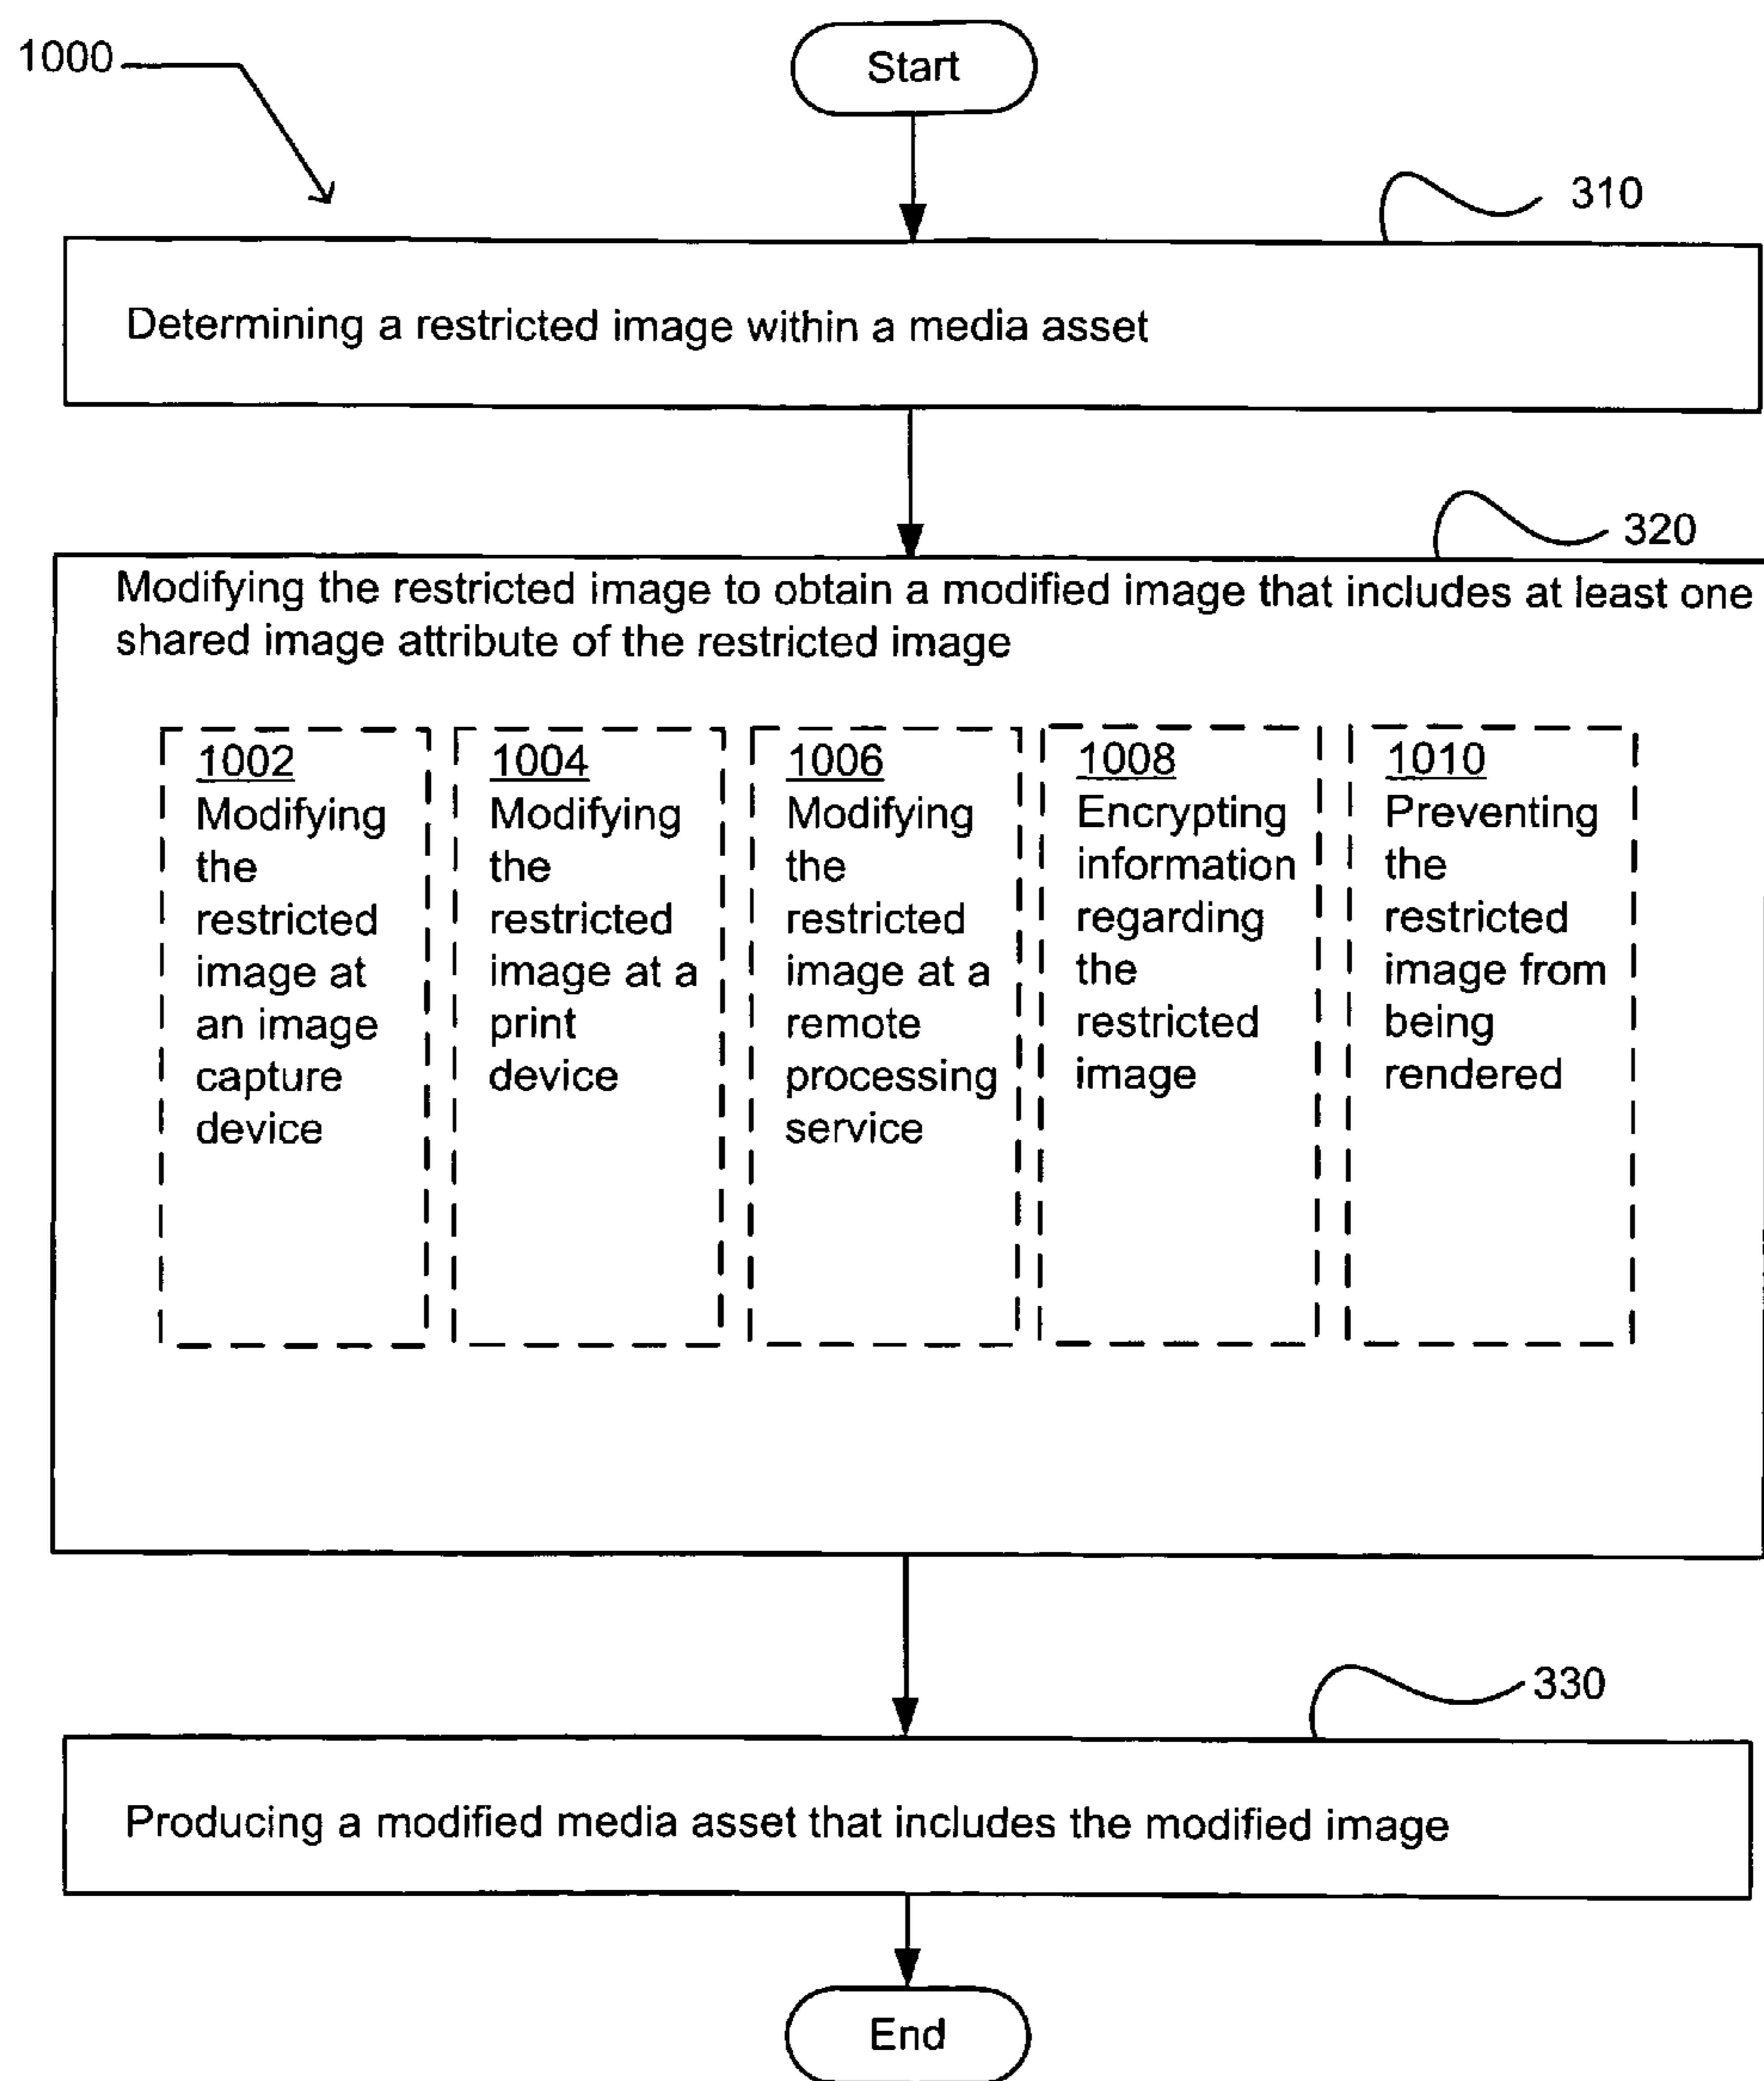 1000
Start
310
Determining a restricted image within a media asset
320
Modifying the restricted image to obtain a modified image that includes at least one
shared image attribute of the restricted image
1002
Modifying
the
restricted
image at
an image
capture
device
1004
Modifying
the
restricted
image at a
print
device
1006
Modifying
the
restricted
image at a
remote
processing
service
1008
Encrypting
information
regarding
the
restricted
image
1010
Preventing
the
restricted
image from
being
rendered
330
Producing a modified media asset that includes the modified image
End